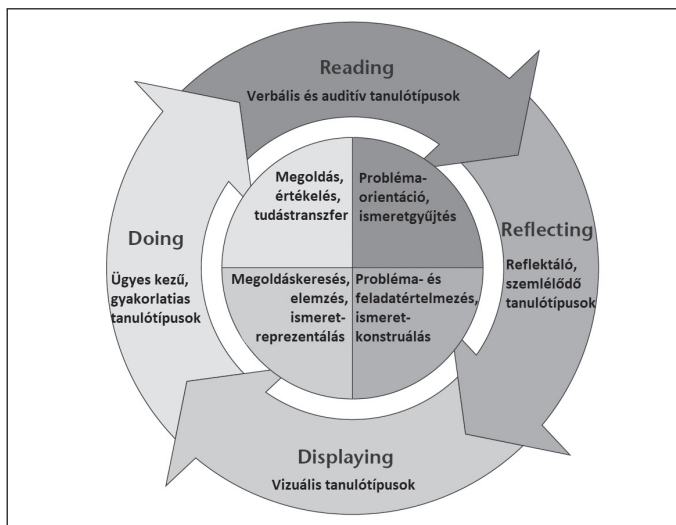 Reading
Verbális és auditív tanulótípusok
Reflecting
Reflektáló,
szemlélődő
tanulótípusok
Displaying
Vizuális tanulótípusok
Doing
Ügyes kezű,
gyakorlatias
tanulótípusok
Megoldás,
értékelés,
tudástranszfer
Probléma-
orientáció,
ismeretgyűjtés
Megoldáskeresés,
elemzés,
ismeret-
reprezentálás
Probléma- és
feladatértelmezés,
ismeret-
konstruálás